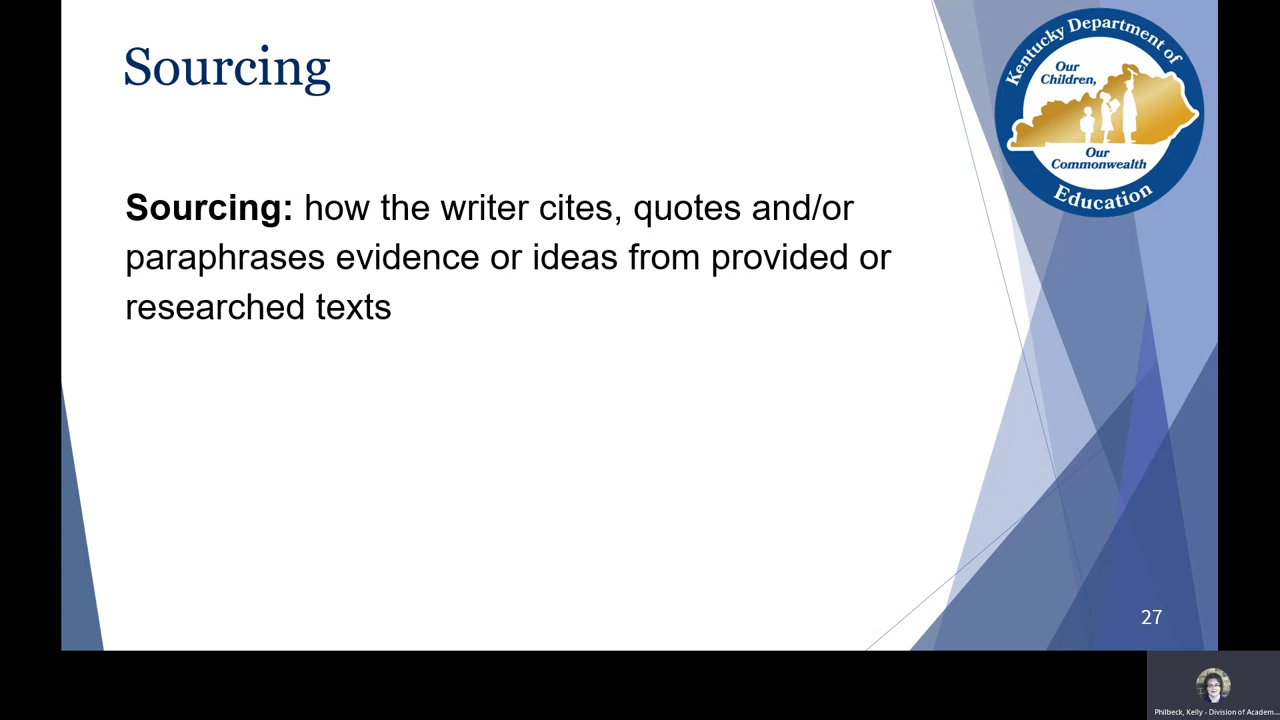 Sourcing
Kentucky Department of
Our
Children,
Our
Commonwealth
Education
Sourcing: how the writer cites, quotes and/or
paraphrases evidence or ideas from provided or
researched texts
27
Philbeck, Kelly - Division of Academ...